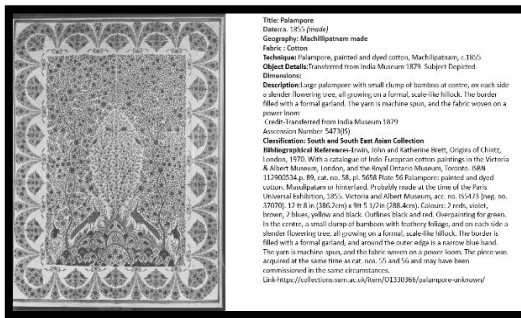 Title: Palampore
Date:ca. 1855 (made)
Geography: Machillipatnam made
Fabric : Cotton
Technique: Palampore, painted and dyed cotton, Machilipatnam, c.1855
Object Details:Transferred from India Museum 1879. Subject Depicted
Dimensions:
Description:Large palampore with small clump of bamboo at centre, on each side
a slender flowering tree, all growing on a formal, scale-like hillock. The border
filled with a formal garland. The yarn is machine spun, and the fabric woven on a
power loom
Credit-Transferred from India Museum 1879
Asscension Number 5473(IS)
Classification: South and South East Asian Collection
Bibliographical References-Irwin, John and Katherine Brett, Origins of Chintz,
London, 1970. With a catalogue of Indo European cotton paintings in the Victoria
& Albert Museum, London, and the Royal Ontario Museum, Toronto. ISBN
112900534.p. 89, cat. no. 58, pl. 5658 Plate 56 Palampore: painted and dyed
cotton. Masulipatam or hinterland. Probably made at the time of the Paris
Universal Exhibition, 1855. Victoria and Albert Museum, acc. no. IS5473 [neg. no.
37070]. 12 ft 8 in (386.2cm) x 9ft 5 1/2in (288.4cm). Colours: 2 reds, violet,
brown, 2 blues, yellow and black. Outlines black and red. Overpainting for green.
In the centre, a small clump of bamboos with feathery foliage, and on each side a
slender flowering tree, all growing on a formal, scale-like hillock. The border is
filled with a formal garland, and around the outer edge is a narrow blue band.
The yarn is machine spun, and the fabric woven on a power loom. The piece was
acquired at the same time as cat. nos. 55 and 56 and may have been
commissioned in the same circumstances.
Link-https://collections.vam.ac.uk/item/O1330366/palampore-unknown/